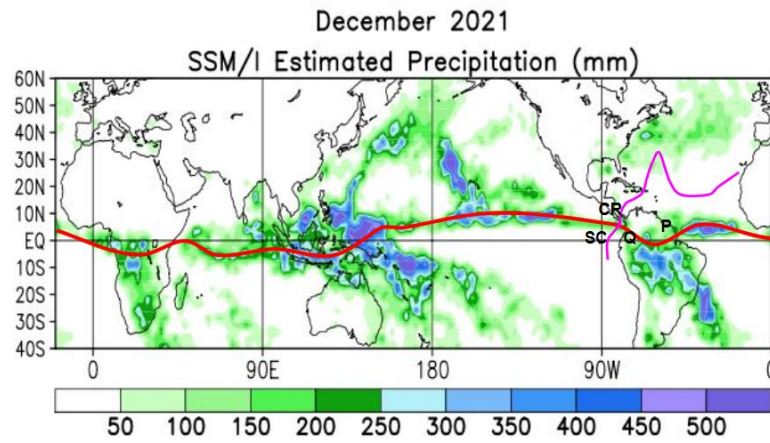 December 2021
SSM/I Estimated Precipitation (mm)
60N
50N
40N
30N
20N
10N
CR
P
EQ
SC
Q
10S
20S
30S
40S
0 90E 180 90W 0
50 100 150 200 250 300 350 400 450 500